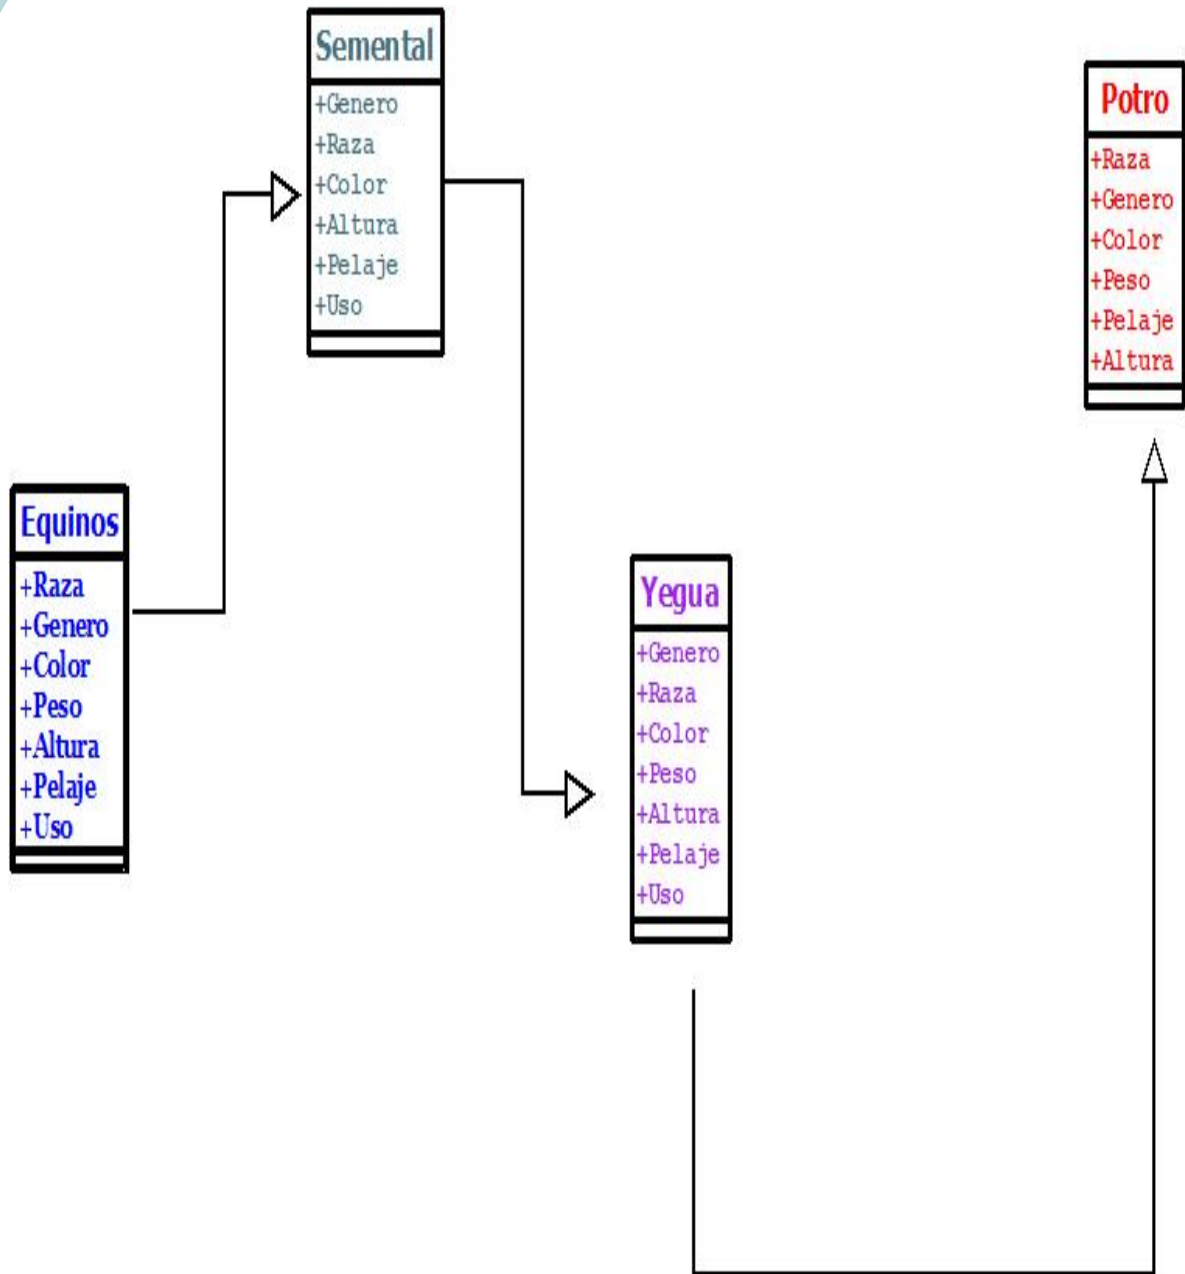 Semental
+Genero
+Raza
+Color
+Altura
+Pelaje
+Uso
Potro
+Raza
+Genero
+Color
+Peso
+Pelaje
+Altura
Equinos
+Raza
+Genero
+Color
+Peso
+Altura
+Pelaje
+Uso
Yegua
+Genero
+Raza
+Color
+Peso
+Altura
+Pelaje
+Uso